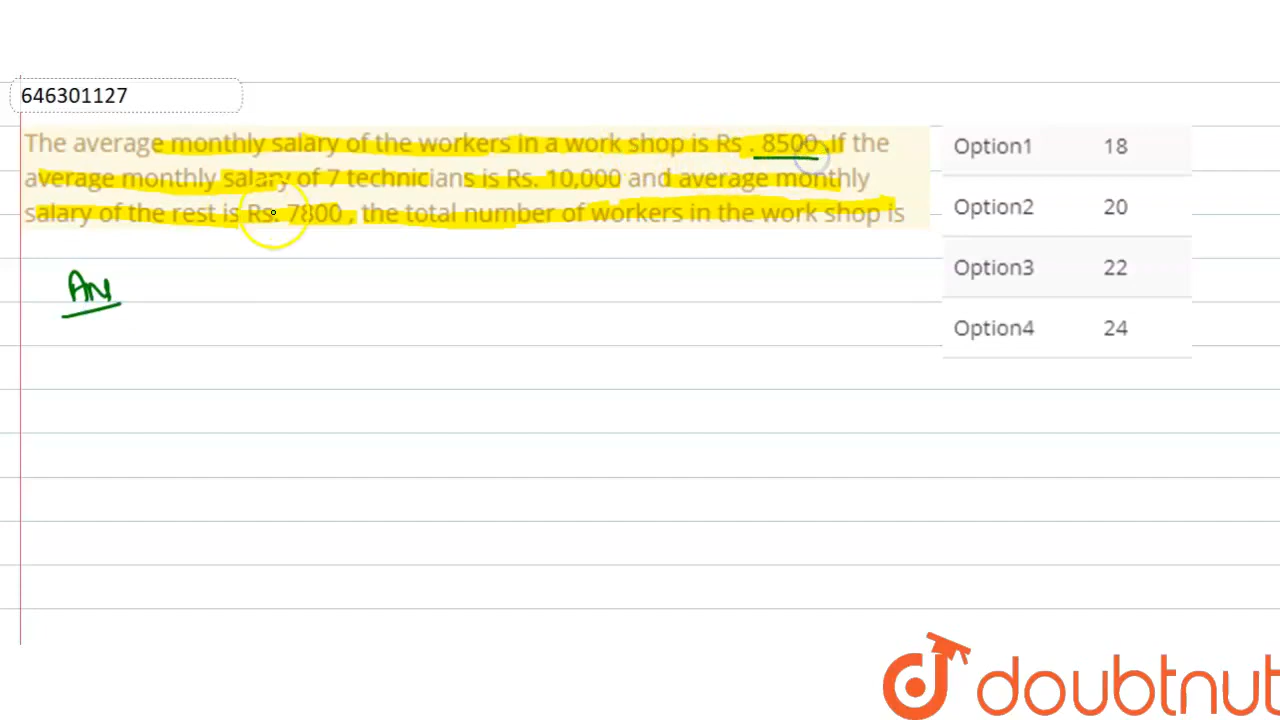 646301127
The average monthly salary of the workers in a work shop is Rs . 8500.If the
average monthly salary of 7 technicians is Rs. 10,000 and average monthly
salary of the rest is Rs. 7800 , the total number of workers in the work shop is
Option1 18
Option2 20
Option3 22
Option4 24
doubtnut